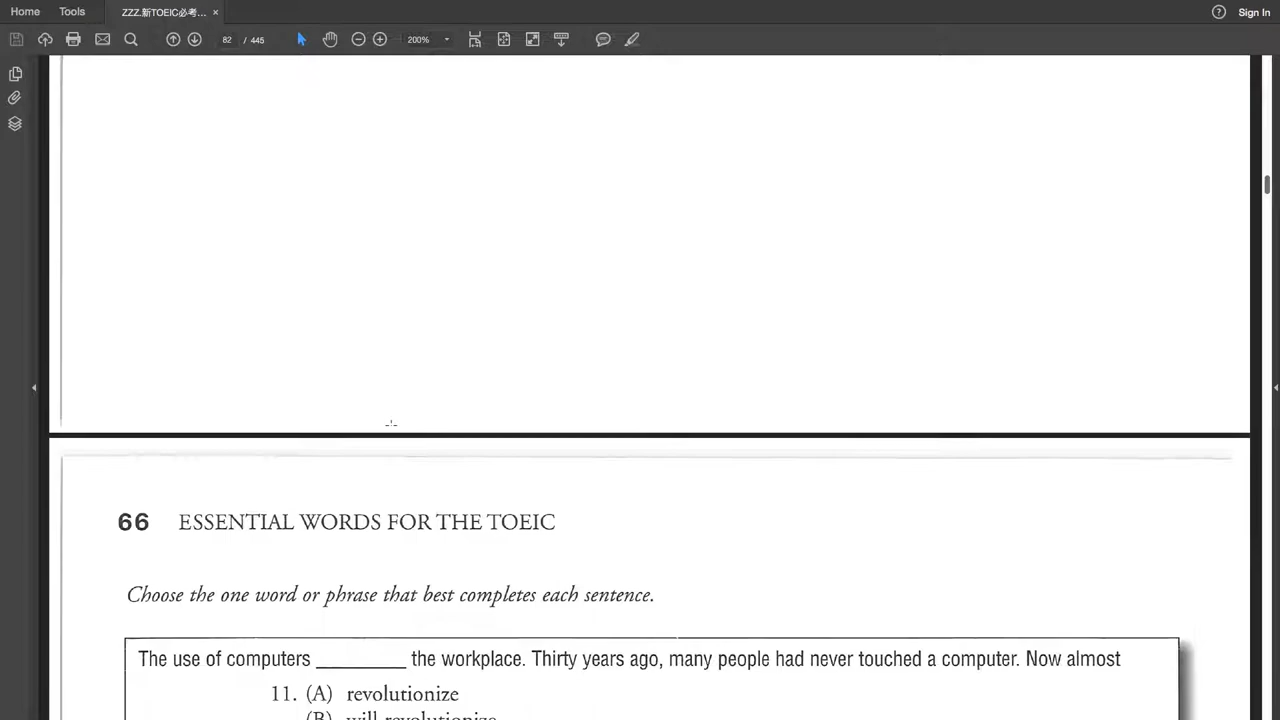 Home Tools ZZZ.新TOEIC必考... × Sign In
82 / 445 200%
66 ESSENTIAL WORDS FOR THE TOEIC
Choose the one word or phrase that best completes each sentence.
The use of computers ________ the workplace. Thirty years ago, many people had never touched a computer. Now almost
11. (A) revolutionize
(B) will revolutionize